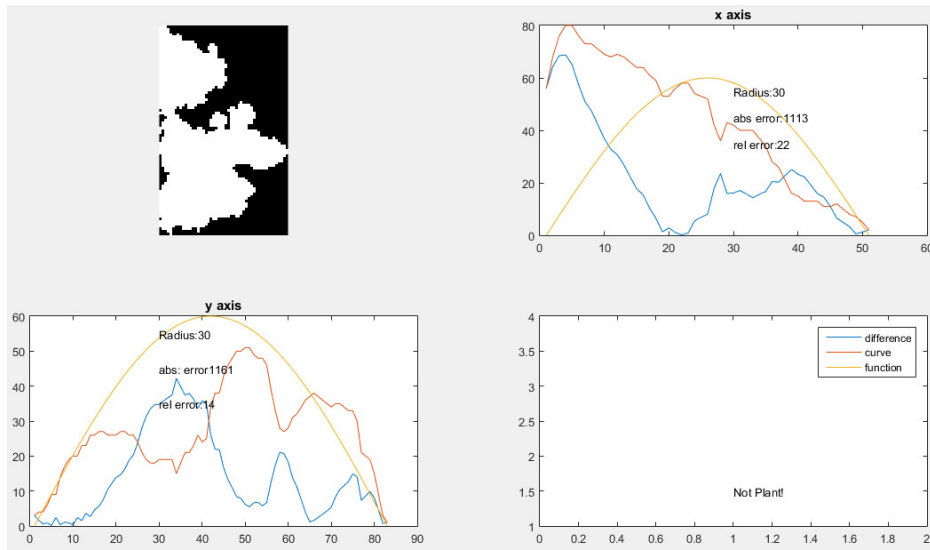 x axis
80
60
40
20
0
Radius:30
abs error:1113
rel error:22
0 10 20 30 40 50 60
y axis
60
50
40
30
20
10
0
Radius:30
abs: error1161
rel error:14
0 10 20 30 40 50 60 70 80 90
4
3.5
3
2.5
2
1.5
1
difference
curve
function
Not Plant!
0 0.2 0.4 0.6 0.8 1 1.2 1.4 1.6 1.8 2